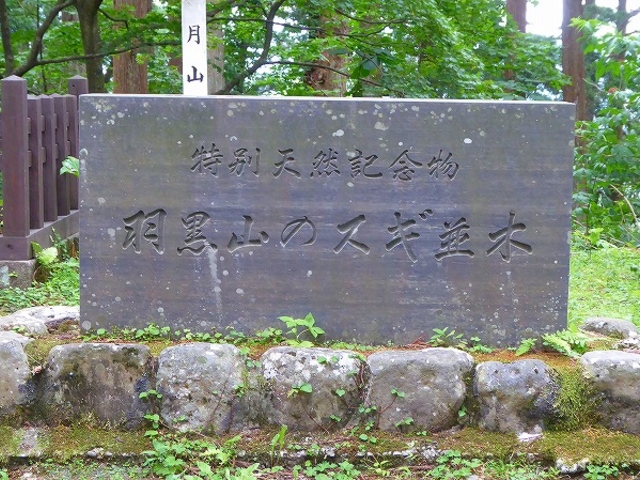 月山
特別天然記念物
羽黒山のスギ並木